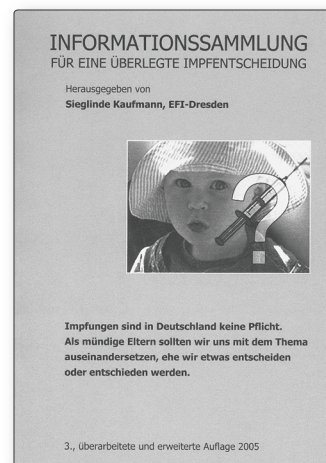 INFORMATIONSSAMMLUNG
FÜR EINE ÜBERLEGTE IMPFENTSCHEIDUNG
Herausgegeben von
Sieglinde Kaufmann, EFI-Dresden
Impfungen sind in Deutschland keine Pflicht.
Als mündige Eltern sollten wir uns mit dem Thema
auseinandersetzen, ehe wir etwas entscheiden
oder entschieden werden.
3., überarbeitete und erweiterte Auflage 2005